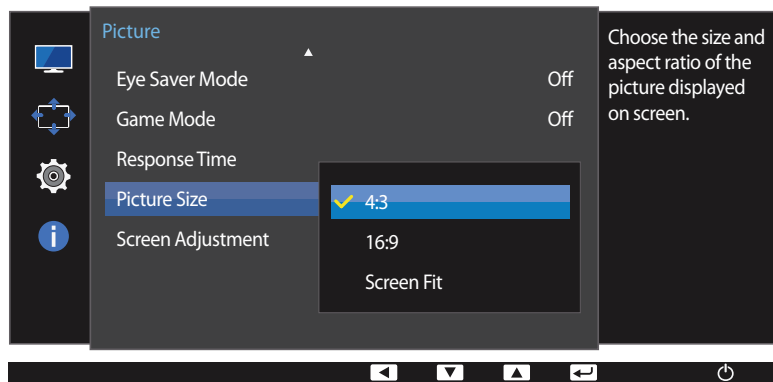 Picture
Eye Saver Mode Off
Game Mode Off
Response Time
Picture Size
Screen Adjustment
4:3
16:9
Screen Fit
Choose the size and
aspect ratio of the
picture displayed
on screen.